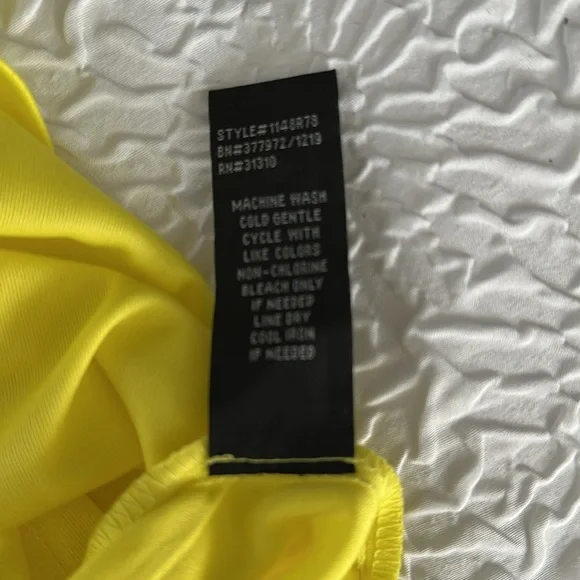 STYLE#1148R78
BN#377972/1219
RN#31310
MACHINE WASH
COLD GENTLE
CYCLE WITH
LIKE COLORS
NON-CHLORINE
BLEACH ONLY
IF NEEDED
LINE DRY
COOL IRON
IF NEEDED